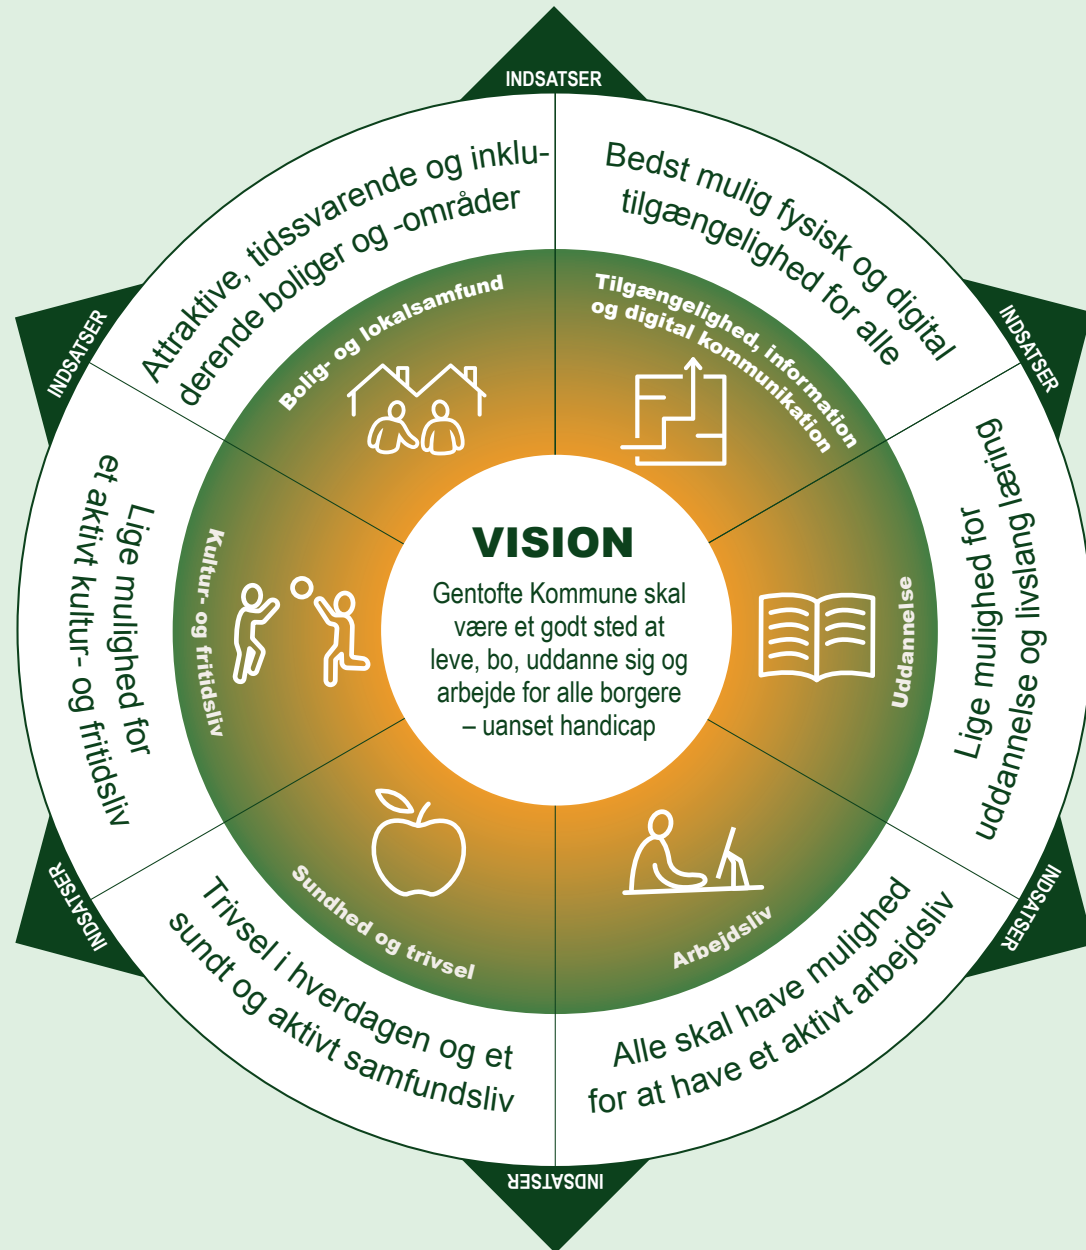 INDSATSER
Bedst mulig fysisk og digital
tilgængelighed for alle
Tilgængelighed, information
og digital kommunikation
INDSATSER
Lige mulighed for
uddannelse og livslang læring
Uddannelse
INDSATSER
Alle skal have mulighed
for at have et aktivt arbejdsliv
Arbejdsliv
INDSATSER
Trivsel i hverdagen og et
sundt og aktivt samfundsliv
Sundhed og trivsel
INDSATSER
Lige mulighed for
et aktivt kultur- og fritidsliv
Kultur- og fritidsliv
INDSATSER
Attraktive, tidssvarende og inklu-
derende boliger og -områder
Bolig- og lokalsamfund
VISION
Gentofte Kommune skal
være et godt sted at
leve, bo, uddanne sig og
arbejde for alle borgere
– uanset handicap